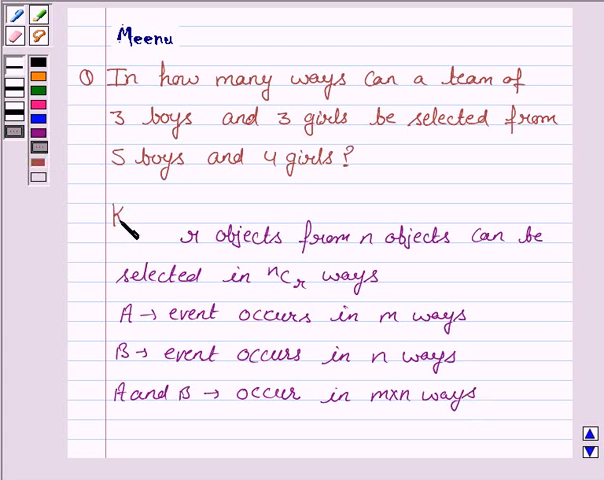 Meenu
Q In how many ways can a team of
3 boys and 3 girls be selected from
5 boys and 4 girls?
K
r objects from n objects can be
selected in ⁿCᵣ ways
A → event occurs in m ways
B → event occurs in n ways
A and B → occur in m×n ways